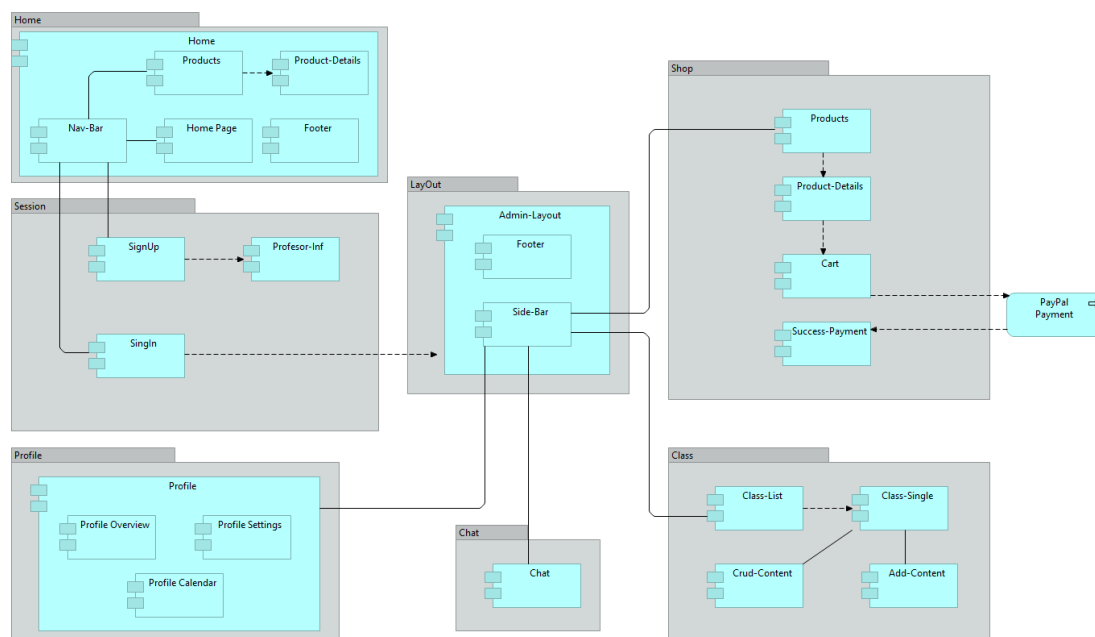 Home
Home
Products
Product-Details
Nav-Bar
Home Page
Footer
Session
SignUp
Profesor-Inf
SingIn
LayOut
Admin-Layout
Footer
Side-Bar
Shop
Products
Product-Details
Cart
Success-Payment
PayPal
Payment
Profile
Profile
Profile Overview
Profile Settings
Profile Calendar
Chat
Chat
Class
Class-List
Class-Single
Crud-Content
Add-Content